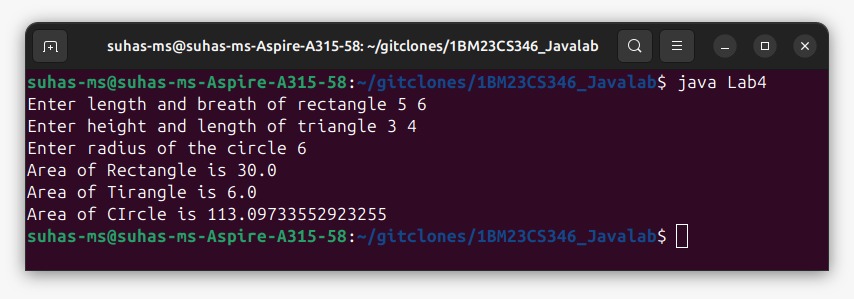 suhas-ms@suhas-ms-Aspire-A315-58: ~/gitclones/1BM23CS346_Javalab
suhas-ms@suhas-ms-Aspire-A315-58:~/gitclones/1BM23CS346_Javalab$ java Lab4
Enter length and breath of rectangle 5 6
Enter height and length of triangle 3 4
Enter radius of the circle 6
Area of Rectangle is 30.0
Area of Tirangle is 6.0
Area of CIrcle is 113.09733552923255
suhas-ms@suhas-ms-Aspire-A315-58:~/gitclones/1BM23CS346_Javalab$